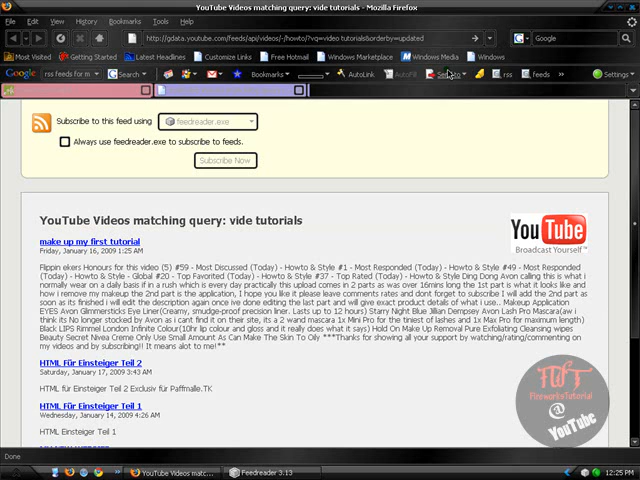 YouTube Videos matching query: vide tutorials - Mozilla Firefox
File Edit View History Bookmarks Tools Help
http://gdata.youtube.com/feeds/api/videos/-/howto/?vq=video tutorials&orderby=updated
Google
Most Visited Getting Started Latest Headlines Customize Links Free Hotmail Windows Marketplace Windows Media Windows
Google rss feeds for m Search Bookmarks AutoLink AutoFill Send to rss feeds » Settings
Subscribe to this feed using feedreader.exe
Always use feedreader.exe to subscribe to feeds.
Subscribe Now
YouTube Videos matching query: vide tutorials
YouTube
Broadcast Yourself™
make up my first tutorial
Friday, January 16, 2009 1:25 AM
Flippin ekers Honours for this video (5) #59 - Most Discussed (Today) - Howto & Style #1 - Most Responded (Today) - Howto & Style #49 - Most Responded
(Today) - Howto & Style - Global #20 - Top Favorited (Today) - Howto & Style #37 - Top Rated (Today) - Howto & Style Ding Dong Avon calling this is what i
normally wear on a daily basis if in a rush which is every day practically this upload comes in 2 parts as was over 16mins long the 1st part is what it looks like and
how i remove my makeup the 2nd part is the application, I hope you like it please leave comments rates and dont forget to subscribe I will add the 2nd part as
soon as its finished i will edit the description again once ive done editing the last part and will give exact product details of what i use.. Makeup Application
EYES Avon Glimmersticks Eye Liner(Creamy, smudge-proof precision liner. Lasts up to 12 hours) Starry Night Blue Jillian Dempsey Avon Lash Pro Mascara(aw i
think its No longer stocked by Avon as i cant find it on their site, its a 2 wand mascara 1x Mini Pro for the tiniest of lashes and 1x Max Pro for maximum length)
Black LIPS Rimmel London Infinite Colour(10hr lip colour and gloss and it really does what it says) Hold On Make Up Removal Pure Exfoliating Cleansing wipes
Beauty Secret Nivea Creme Only Use Small Amount As Can Make The Skin To Oily ***Thanks for showing all your support by watching/rating/commenting on
my videos and by subscribing!! It means alot to me!**
HTML Für Einsteiger Teil 2
Saturday, January 17, 2009 3:43 AM
HTML für Einsteiger Teil 2 Exclusiv für Paffmalle.TK
HTML Für Einsteiger Teil 1
Wednesday, January 14, 2009 4:26 AM
HTML Einsteiger Teil 1
FWT
FireworksTutorial
@
YouTube
Done
YouTube Videos matc... Feedreader 3.13 12:25 PM